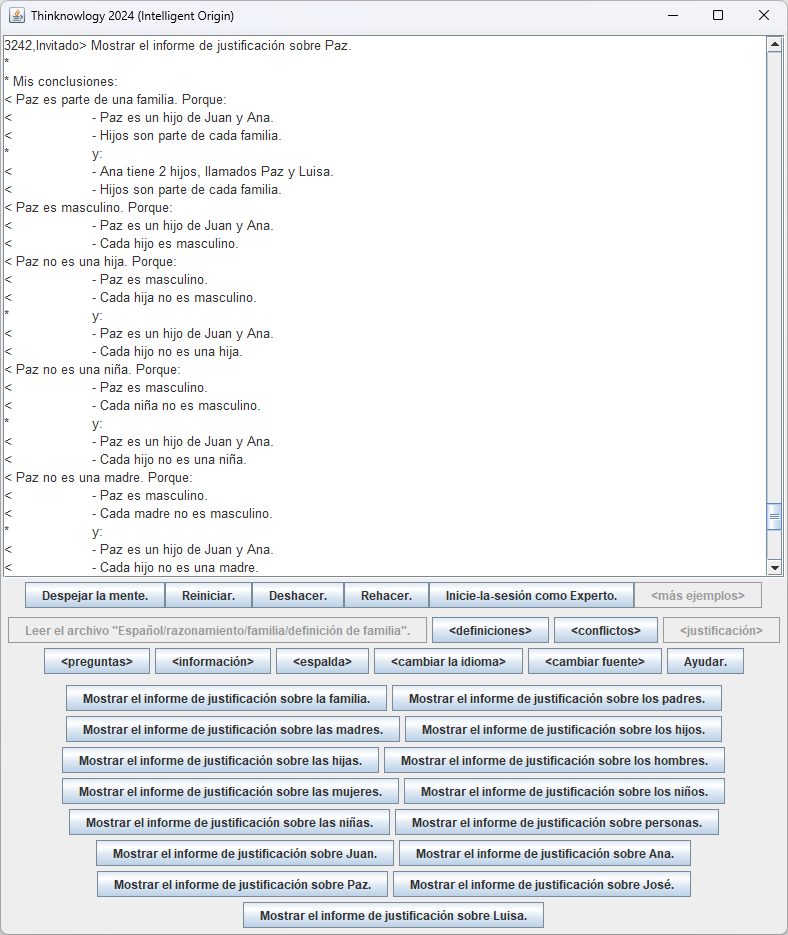 Thinknowlogy 2024 (Intelligent Origin)
3242,Invitado> Mostrar el informe de justificación sobre Paz.
*
* Mis conclusiones:
< Paz es parte de una familia. Porque:
< - Paz es un hijo de Juan y Ana.
< - Hijos son parte de cada familia.
* y:
< - Ana tiene 2 hijos, llamados Paz y Luisa.
< - Hijos son parte de cada familia.
< Paz es masculino. Porque:
< - Paz es un hijo de Juan y Ana.
< - Cada hijo es masculino.
< Paz no es una hija. Porque:
< - Paz es masculino.
< - Cada hija no es masculino.
* y:
< - Paz es un hijo de Juan y Ana.
< - Cada hijo no es una hija.
< Paz no es una niña. Porque:
< - Paz es masculino.
< - Cada niña no es masculino.
* y:
< - Paz es un hijo de Juan y Ana.
< - Cada hijo no es una niña.
< Paz no es una madre. Porque:
< - Paz es masculino.
< - Cada madre no es masculino.
* y:
< - Paz es un hijo de Juan y Ana.
< - Cada hijo no es una madre.
Despejar la mente. Reiniciar. Deshacer. Rehacer. Inicie-la-sesión como Experto. <más ejemplos>
Leer el archivo "Español/razonamiento/familia/definición de familia". <definiciones> <conflictos> <justificación>
<preguntas> <información> <espalda> <cambiar la idioma> <cambiar fuente> Ayudar.
Mostrar el informe de justificación sobre la familia. Mostrar el informe de justificación sobre los padres.
Mostrar el informe de justificación sobre las madres. Mostrar el informe de justificación sobre los hijos.
Mostrar el informe de justificación sobre las hijas. Mostrar el informe de justificación sobre los hombres.
Mostrar el informe de justificación sobre las mujeres. Mostrar el informe de justificación sobre los niños.
Mostrar el informe de justificación sobre las niñas. Mostrar el informe de justificación sobre personas.
Mostrar el informe de justificación sobre Juan. Mostrar el informe de justificación sobre Ana.
Mostrar el informe de justificación sobre Paz. Mostrar el informe de justificación sobre José.
Mostrar el informe de justificación sobre Luisa.